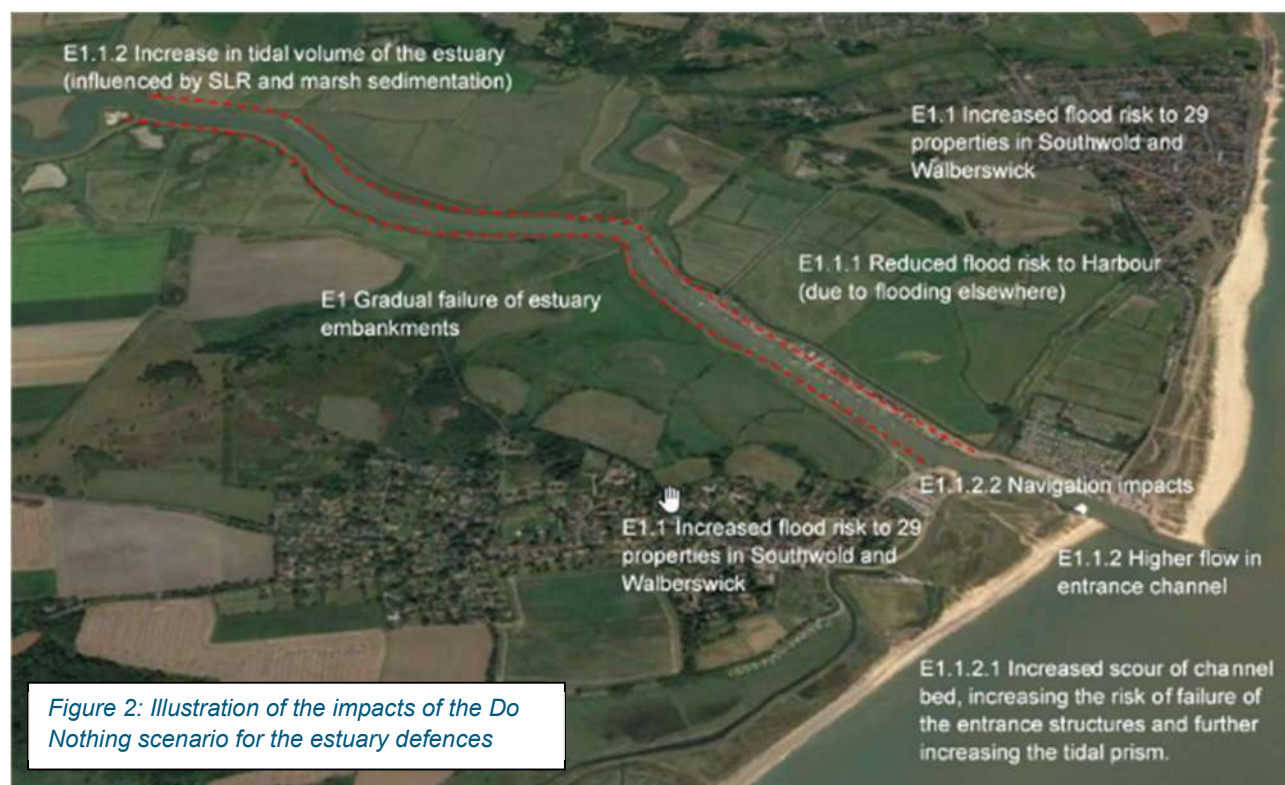 E1.1.2 Increase in tidal volume of the estuary
(influenced by SLR and marsh sedimentation)
E1.1 Increased flood risk to 29
properties in Southwold and
Walberswick
E1.1.1 Reduced flood risk to Harbour
(due to flooding elsewhere)
E1 Gradual failure of estuary
embankments
E1.1.2.2 Navigation impacts
E1.1 Increased flood risk to 29
properties in Southwold and
Walberswick
E1.1.2 Higher flow in
entrance channel
E1.1.2.1 Increased scour of channel
bed, increasing the risk of failure of
the entrance structures and further
increasing the tidal prism.
Figure 2: Illustration of the impacts of the Do
Nothing scenario for the estuary defences